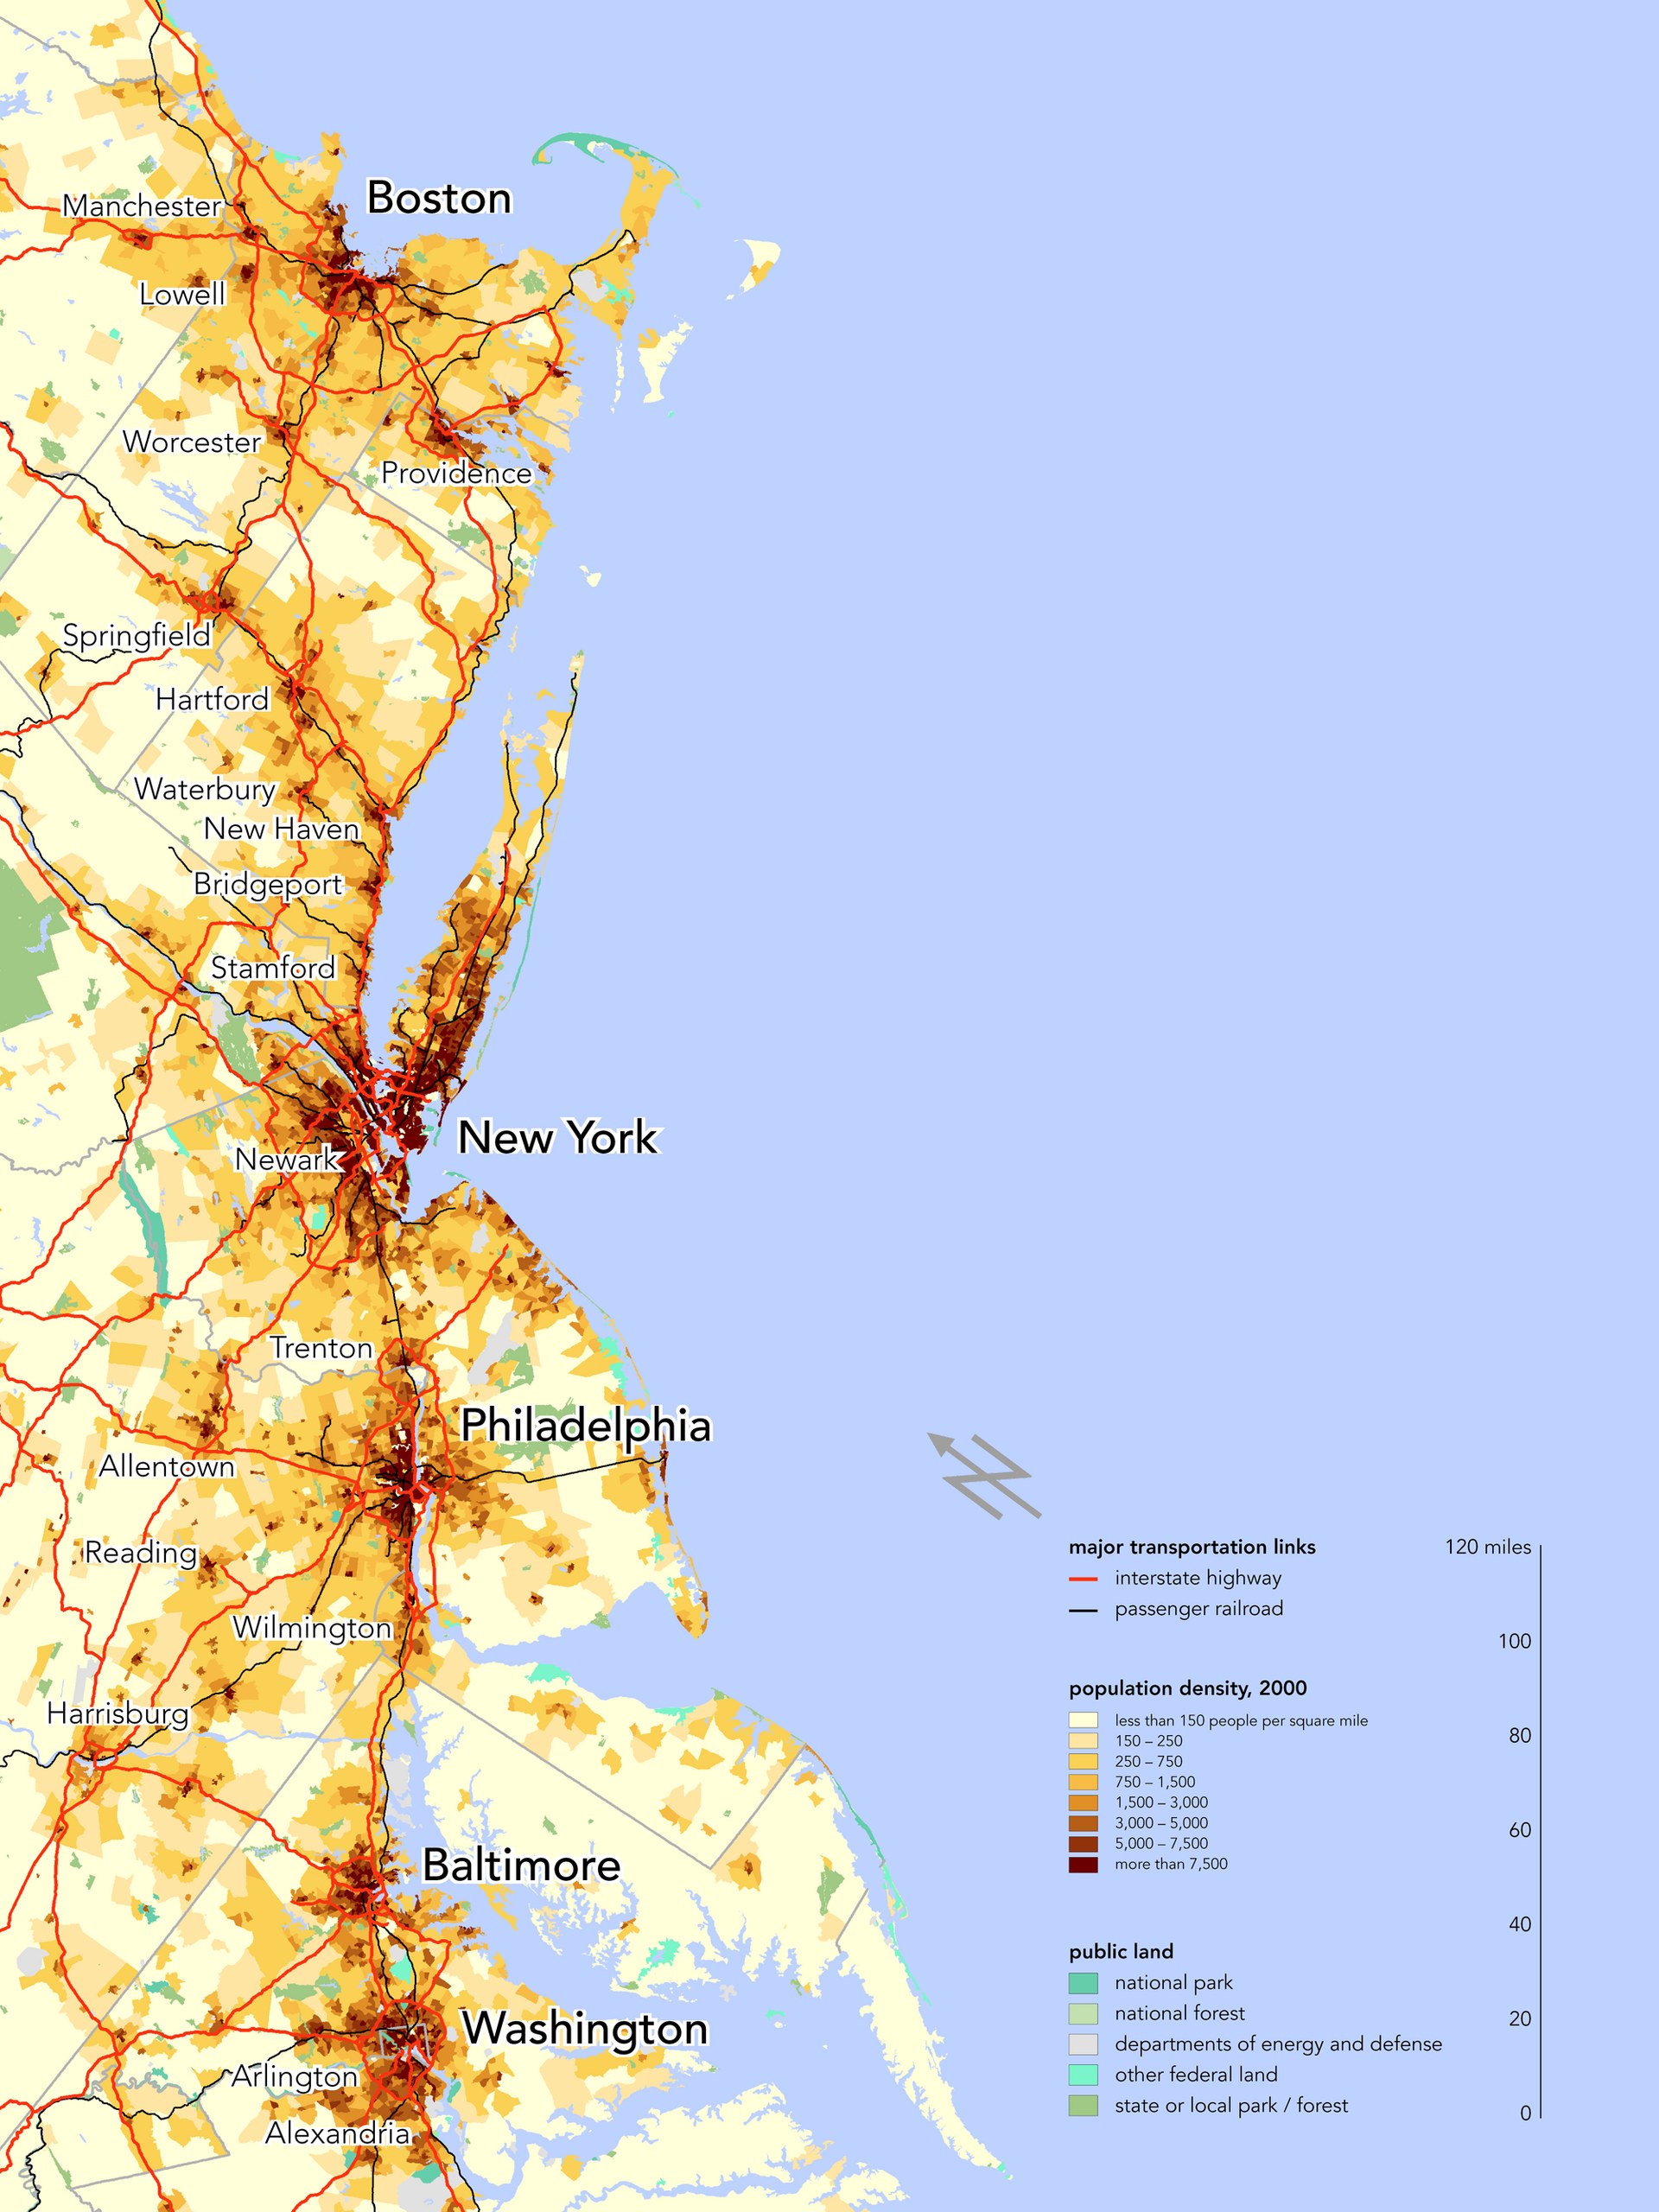 Boston
Manchester
Lowell
Worcester
Providence
Springfield
Hartford
Waterbury
New Haven
Bridgeport
Stamford
New York
Newark
Trenton
Philadelphia
Allentown
Reading
Wilmington
Harrisburg
Baltimore
Washington
Arlington
Alexandria
N
major transportation links
interstate highway
passenger railroad
population density, 2000
less than 150 people per square mile
150 – 250
250 – 750
750 – 1,500
1,500 – 3,000
3,000 – 5,000
5,000 – 7,500
more than 7,500
public land
national park
national forest
departments of energy and defense
other federal land
state or local park / forest
120 miles
100
80
60
40
20
0